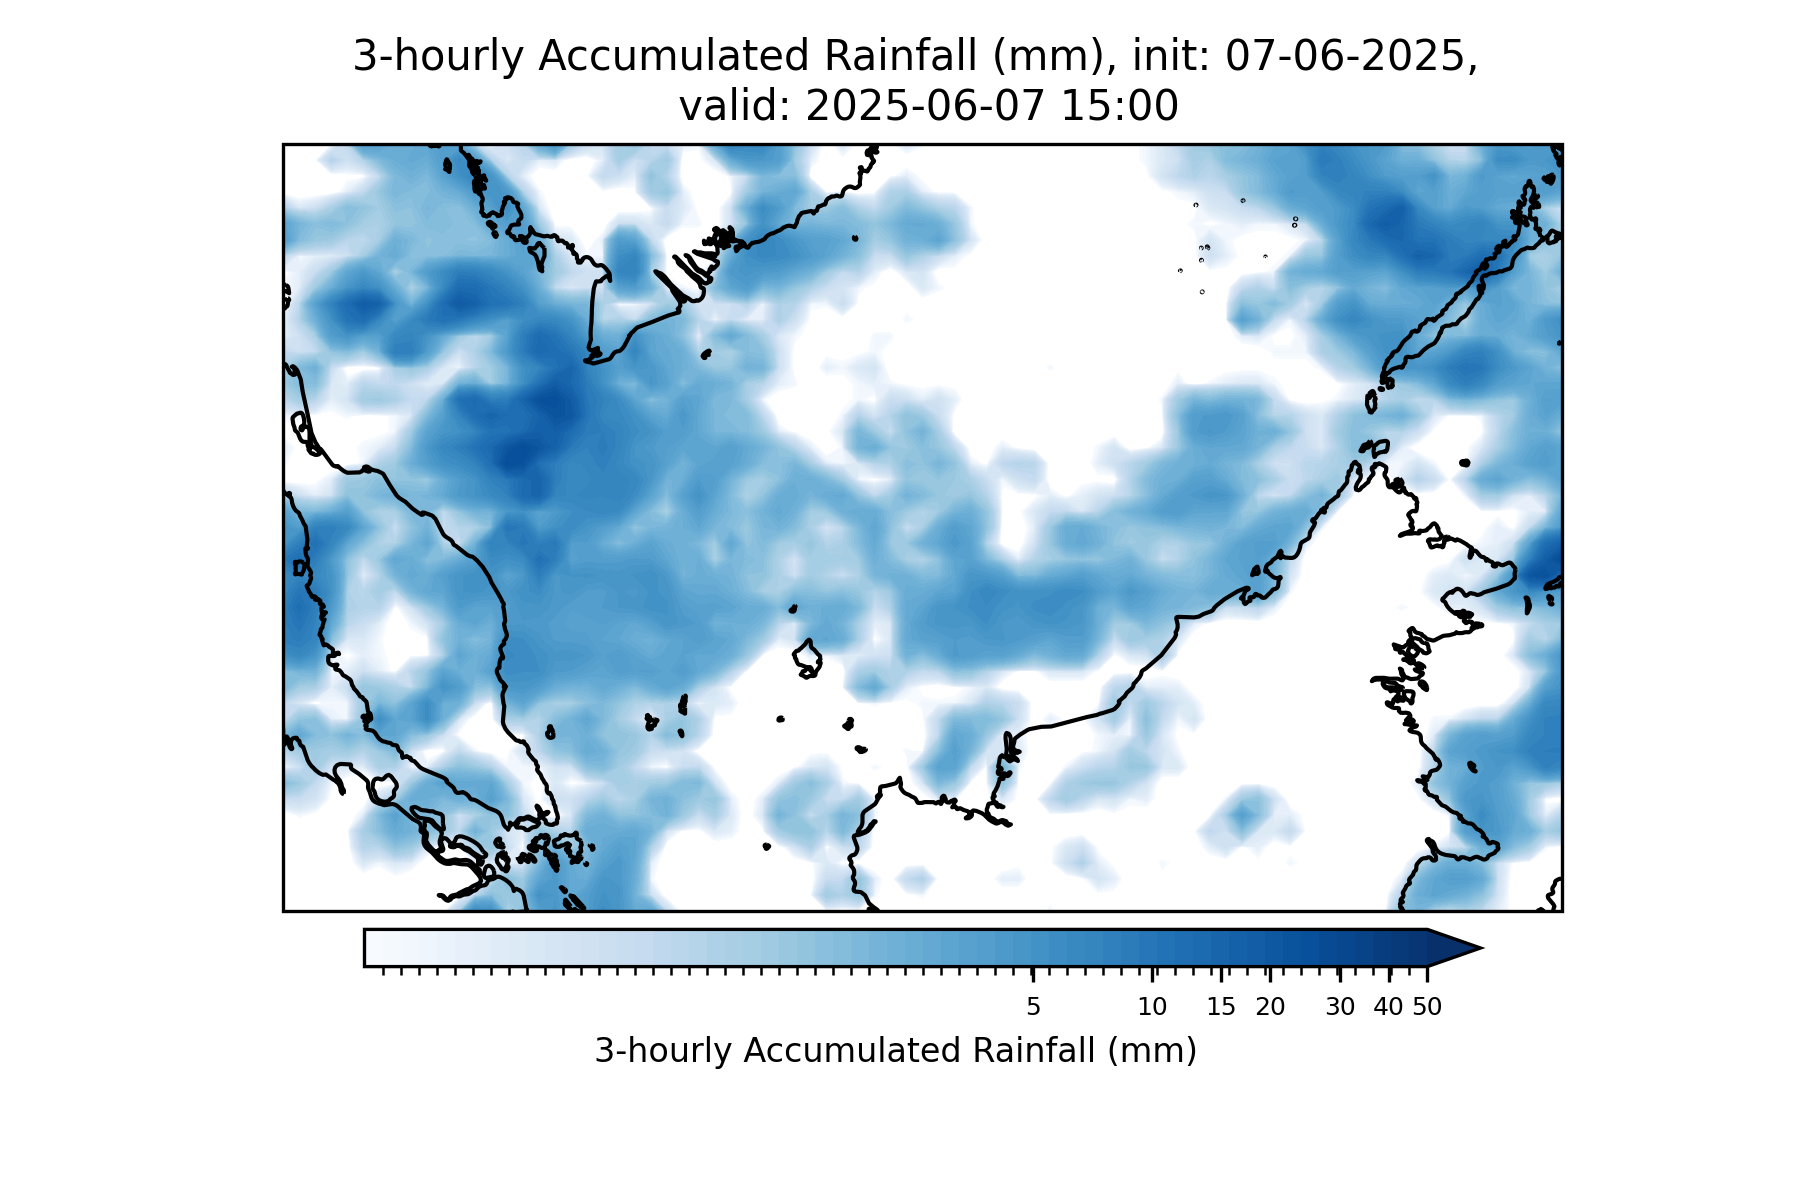 3-hourly Accumulated Rainfall (mm), init: 07-06-2025,
valid: 2025-06-07 15:00
5 10 15 20 30 40 50
3-hourly Accumulated Rainfall (mm)